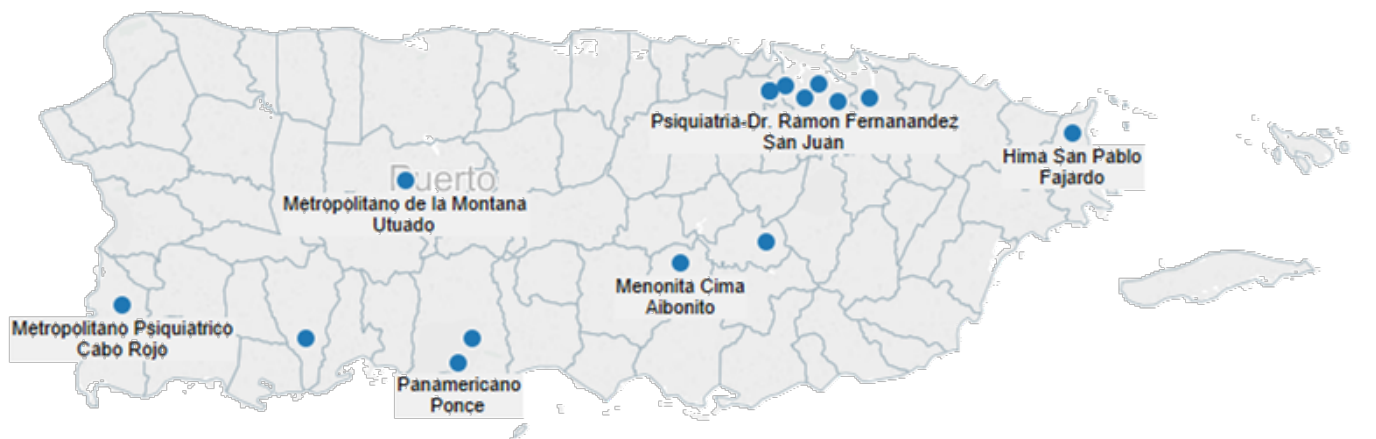 Psiquiatria-Dr. Ramon Fernanandez
San Juan
Hima San Pablo
Fajardo
Puerto
Metropolitano de la Montana
Utuado
Menonita Cima
Aibonito
Metropolitano Psiquiatrico
Cabo Rojo
Panamericano
Ponce